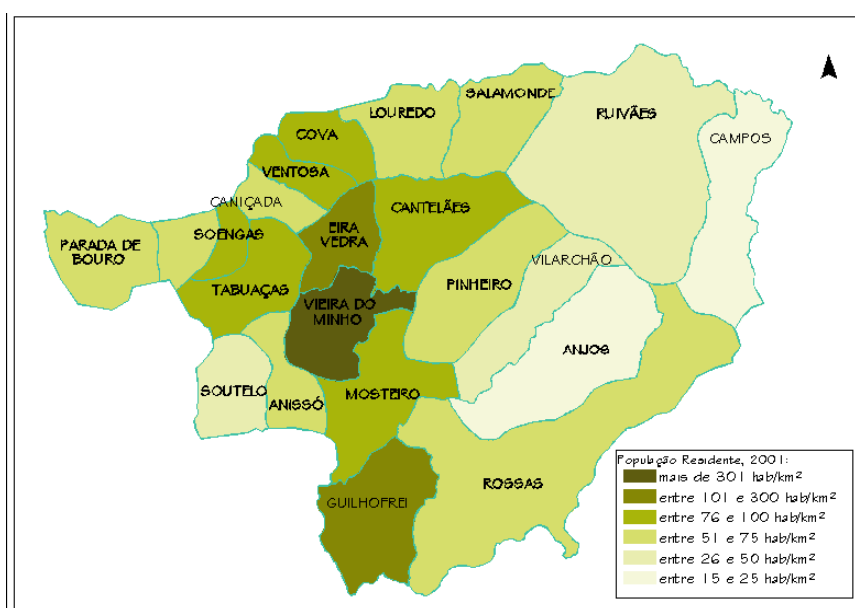 SALAMONDE
LOUREDO
RUIVÃES
COVA
CAMPOS
VENTOSA
CANIÇADA
CANTELÃES
EIRA
VEDRA
SOENGAS
PARADA DE
BOURO
VILARCHÃO
PINHEIRO
TABUAÇAS
VIEIRA DO
MINHO
ANJOS
SOUTELO
MOSTEIRO
ANISSÓ
ROSSAS
GUILHOFREI
População Residente, 2001:
mais de 301 hab/km²
entre 101 e 300 hab/km²
entre 76 e 100 hab/km²
entre 51 e 75 hab/km²
entre 26 e 50 hab/km²
entre 15 e 25 hab/km²